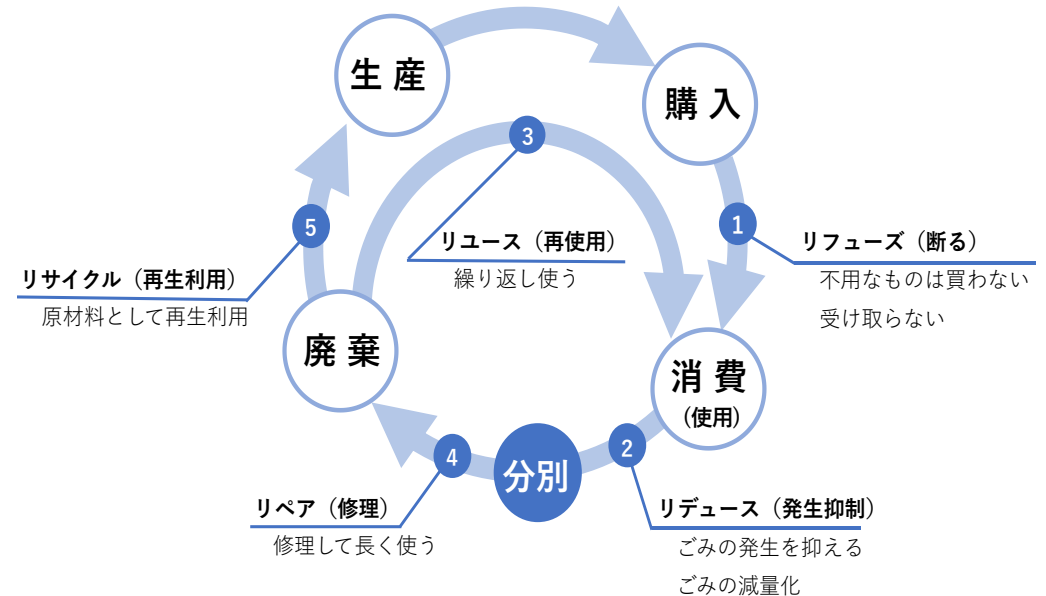 生産
購入
3
1
5
リユース（再使用）
繰り返し使う
リフューズ（断る）
不用なものは買わない
受け取らない
リサイクル（再生利用）
原材料として再生利用
廃棄
消費
(使用)
2
4
分別
リペア（修理）
修理して長く使う
リデュース（発生抑制）
ごみの発生を抑える
ごみの減量化